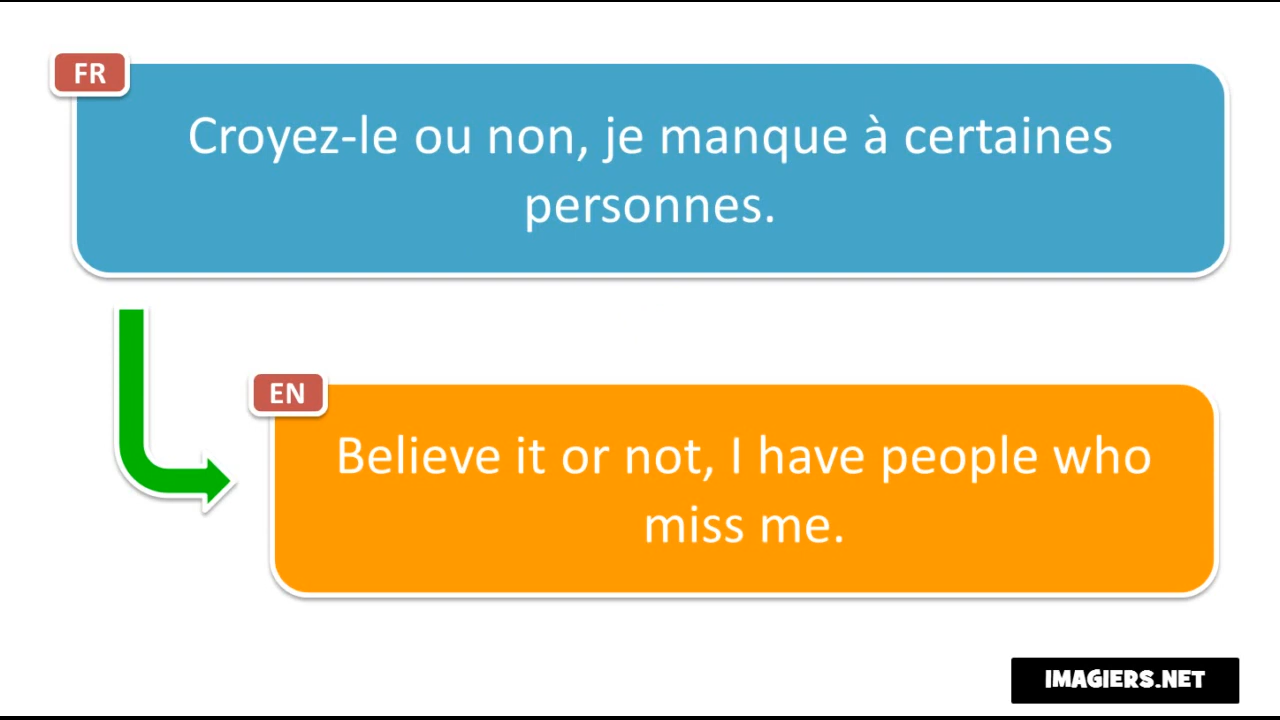 FR
Croyez-le ou non, je manque à certaines
personnes.
EN
Believe it or not, I have people who
miss me.
IMAGIERS.NET